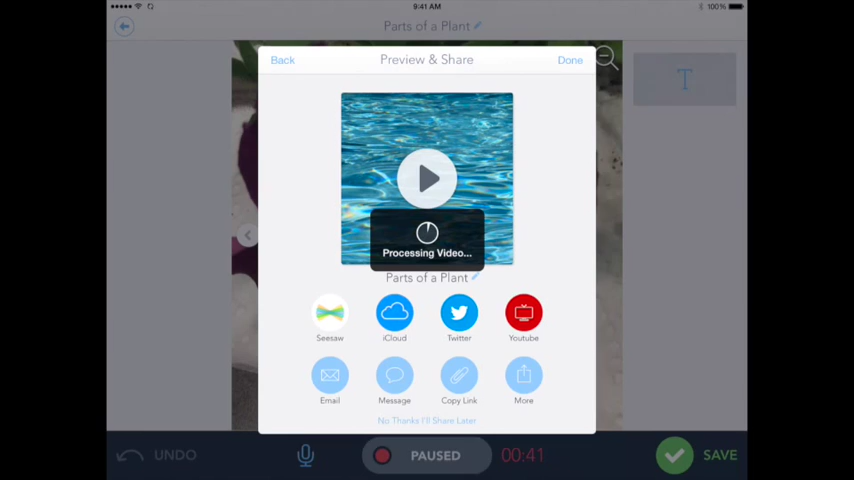 9:41 AM
100%
Parts of a Plant
Back
Preview & Share
Done
T
Processing Video...
Parts of a Plant
Seesaw
iCloud
Twitter
Youtube
Email
Message
Copy Link
More
No Thanks I'll Share Later
UNDO
PAUSED
00:41
SAVE